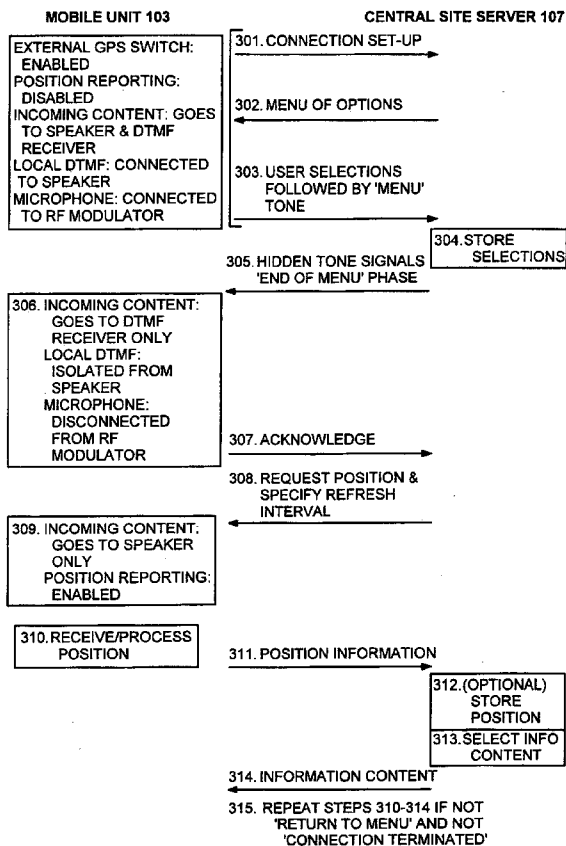 MOBILE UNIT 103
CENTRAL SITE SERVER 107
EXTERNAL GPS SWITCH:
ENABLED
POSITION REPORTING:
DISABLED
INCOMING CONTENT: GOES
TO SPEAKER & DTMF
RECEIVER
LOCAL DTMF: CONNECTED
TO SPEAKER
MICROPHONE: CONNECTED
TO RF MODULATOR
301. CONNECTION SET-UP
302. MENU OF OPTIONS
303. USER SELECTIONS
FOLLOWED BY 'MENU'
TONE
304. STORE
SELECTIONS
305. HIDDEN TONE SIGNALS
'END OF MENU' PHASE
306. INCOMING CONTENT:
GOES TO DTMF
RECEIVER ONLY
LOCAL DTMF:
ISOLATED FROM
SPEAKER
MICROPHONE:
DISCONNECTED
FROM RF
MODULATOR
307. ACKNOWLEDGE
308. REQUEST POSITION &
SPECIFY REFRESH
INTERVAL
309. INCOMING CONTENT:
GOES TO SPEAKER
ONLY
POSITION REPORTING:
ENABLED
310. RECEIVE/PROCESS
POSITION
311. POSITION INFORMATION
312. (OPTIONAL)
STORE
POSITION
313. SELECT INFO
CONTENT
314. INFORMATION CONTENT
315. REPEAT STEPS 310-314 IF NOT
'RETURN TO MENU' AND NOT
'CONNECTION TERMINATED'